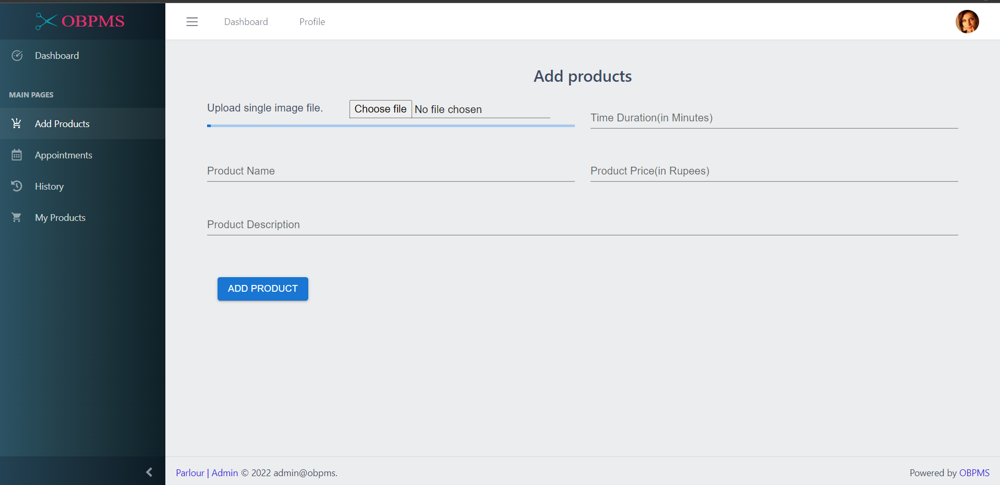 OBPMS
Dashboard
MAIN PAGES
Add Products
Appointments
History
My Products
Dashboard Profile
Add products
Upload single image file. Choose file No file chosen
Time Duration(in Minutes)
Product Name
Product Price(in Rupees)
Product Description
ADD PRODUCT
Parlour | Admin © 2022 admin@obpms.
Powered by OBPMS